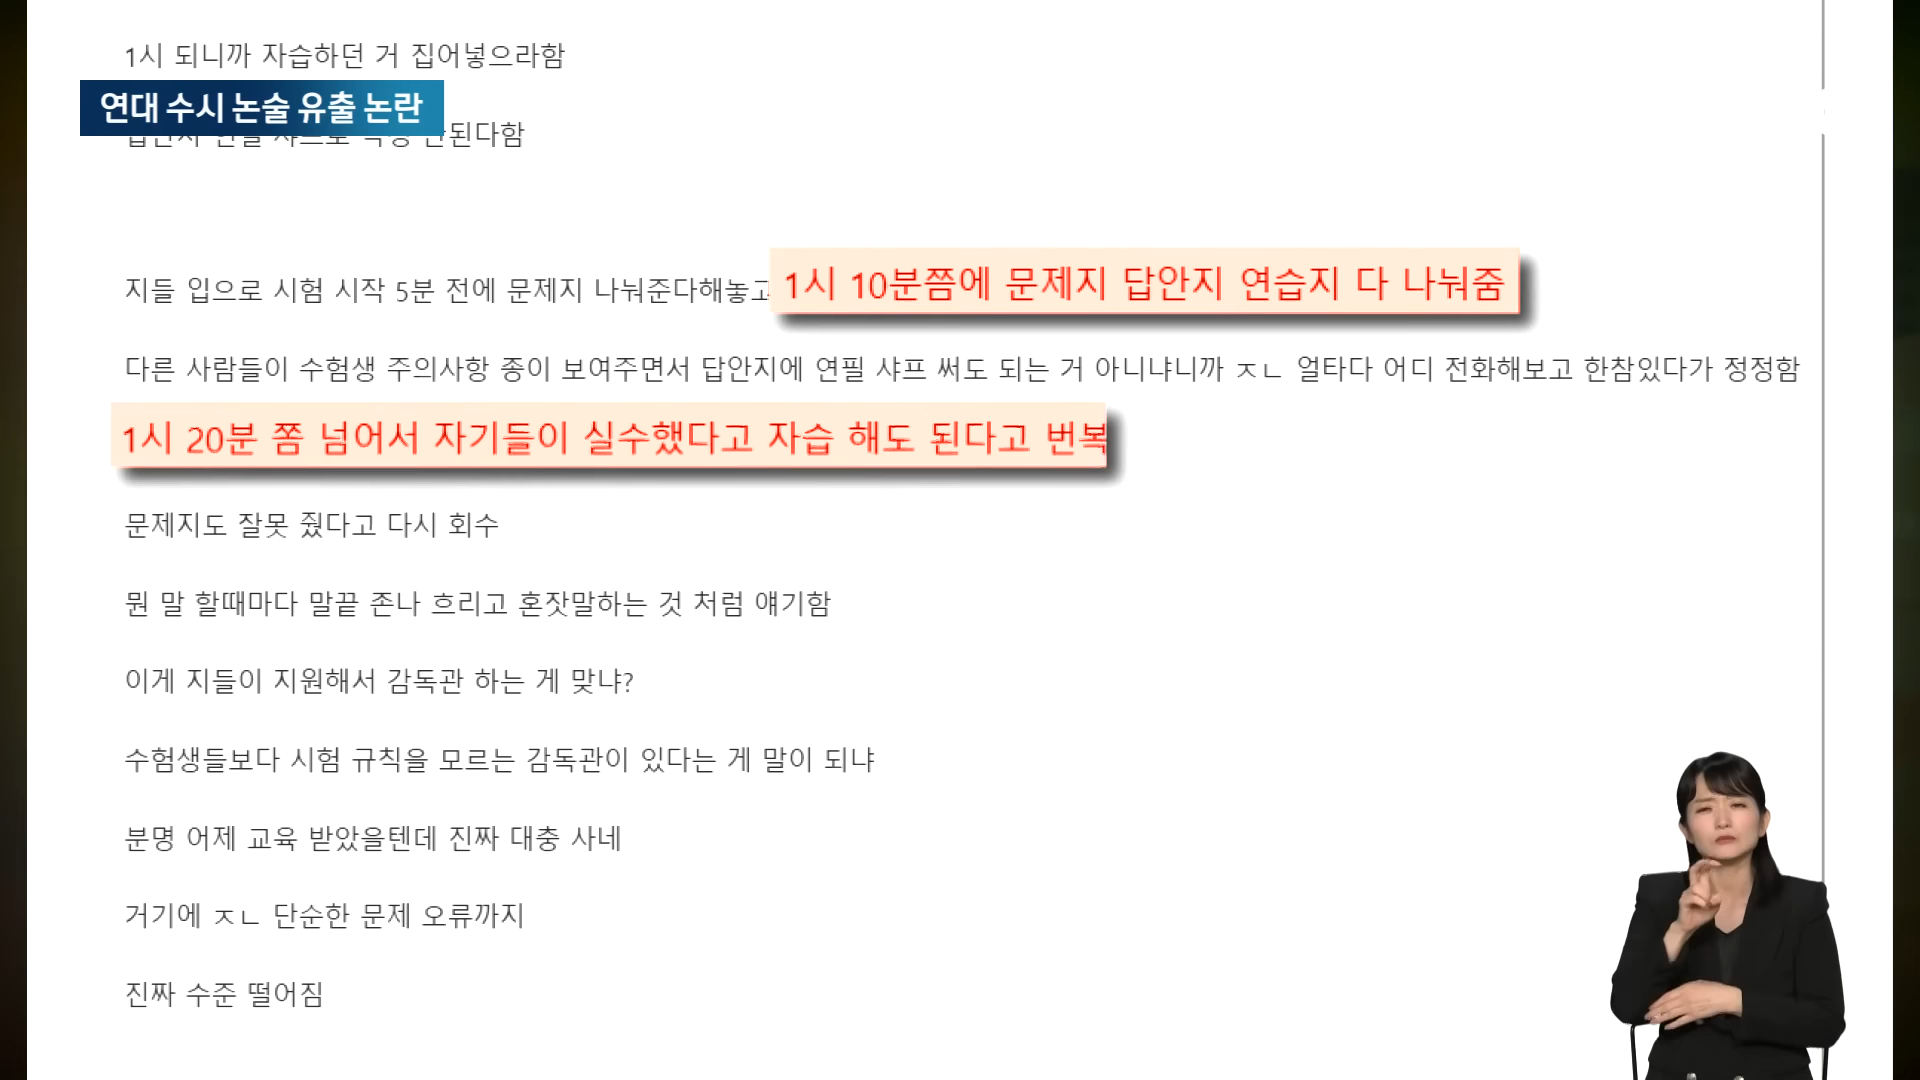 1시 되니까 자습하던 거 집어넣으라함
연대 수시 논술 유출 논란
안된다함
지들 입으로 시험 시작 5분 전에 문제지 나눠준다해놓고 1시 10분쯤에 문제지 답안지 연습지 다 나눠줌
다른 사람들이 수험생 주의사항 종이 보여주면서 답안지에 연필 샤프 써도 되는 거 아니냐니까 ㅈㄴ 얼타다 어디 전화해보고 한참있다가 정정함
1시 20분 쫌 넘어서 자기들이 실수했다고 자습 해도 된다고 번복
문제지도 잘못 줬다고 다시 회수
뭔 말 할때마다 말끝 존나 흐리고 혼잣말하는 것 처럼 얘기함
이게 지들이 지원해서 감독관 하는 게 맞냐?
수험생들보다 시험 규칙을 모르는 감독관이 있다는 게 말이 되냐
분명 어제 교육 받았을텐데 진짜 대충 사네
거기에 ㅈㄴ 단순한 문제 오류까지
진짜 수준 떨어짐